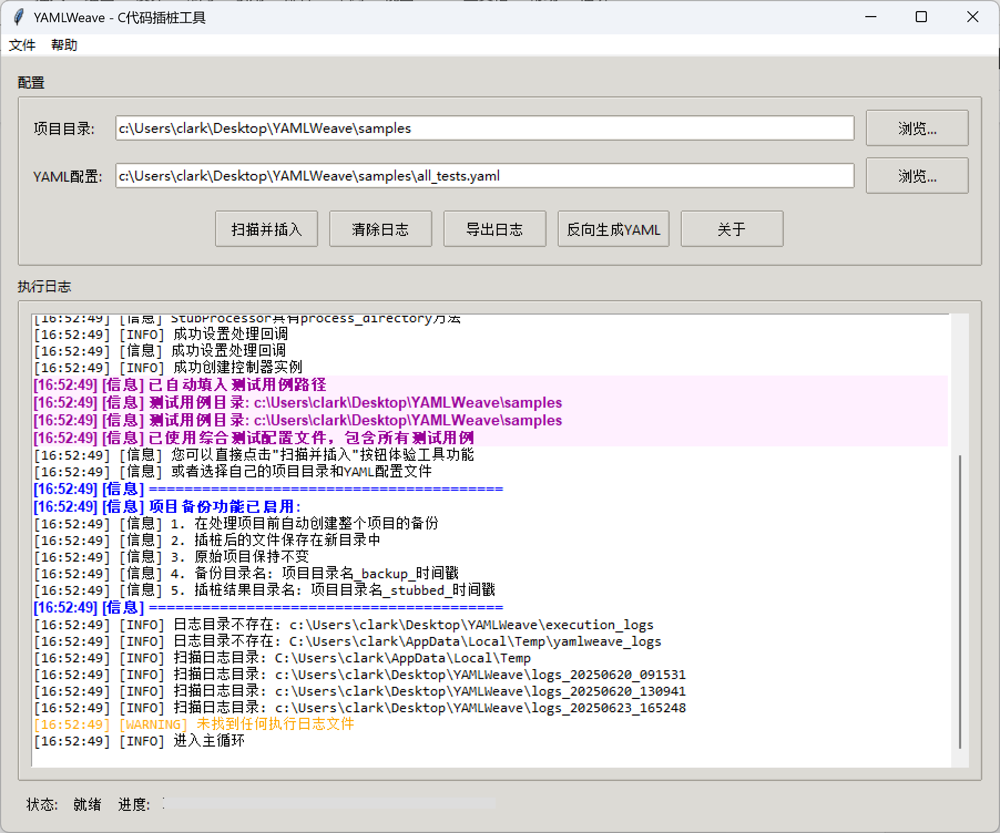 YAMLWeave - C代码插桩工具
文件 帮助
配置
项目目录: c:\Users\clark\Desktop\YAMLWeave\samples 浏览...
YAML配置: c:\Users\clark\Desktop\YAMLWeave\samples\all_tests.yaml 浏览...
扫描并插入 清除日志 导出日志 反向生成YAML 关于
执行日志
[16:52:49] [信息] StubProcessor具有process_directory方法
[16:52:49] [INFO] 成功设置处理回调
[16:52:49] [信息] 成功设置处理回调
[16:52:49] [INFO] 成功创建控制器实例
[16:52:49] [信息] 已自动填入测试用例路径
[16:52:49] [信息] 测试用例目录: c:\Users\clark\Desktop\YAMLWeave\samples
[16:52:49] [信息] 测试用例目录: c:\Users\clark\Desktop\YAMLWeave\samples
[16:52:49] [信息] 已使用综合测试配置文件，包含所有测试用例
[16:52:49] [信息] 您可以直接点击"扫描并插入"按钮体验工具功能
[16:52:49] [信息] 或者选择自己的项目目录和YAML配置文件
[16:52:49] [信息] ========================================
[16:52:49] [信息] 项目备份功能已启用:
[16:52:49] [信息] 1. 在处理项目前自动创建整个项目的备份
[16:52:49] [信息] 2. 插桩后的文件保存在新目录中
[16:52:49] [信息] 3. 原始项目保持不变
[16:52:49] [信息] 4. 备份目录名: 项目目录名_backup_时间戳
[16:52:49] [信息] 5. 插桩结果目录名: 项目目录名_stubbed_时间戳
[16:52:49] [信息] ========================================
[16:52:49] [INFO] 日志目录不存在: c:\Users\clark\Desktop\YAMLWeave\execution_logs
[16:52:49] [INFO] 日志目录不存在: C:\Users\clark\AppData\Local\Temp\yamlweave_logs
[16:52:49] [INFO] 扫描日志目录: C:\Users\clark\AppData\Local\Temp
[16:52:49] [INFO] 扫描日志目录: c:\Users\clark\Desktop\YAMLWeave\logs_20250620_091531
[16:52:49] [INFO] 扫描日志目录: c:\Users\clark\Desktop\YAMLWeave\logs_20250620_130941
[16:52:49] [INFO] 扫描日志目录: c:\Users\clark\Desktop\YAMLWeave\logs_20250623_165248
[16:52:49] [WARNING] 未找到任何执行日志文件
[16:52:49] [INFO] 进入主循环
状态: 就绪 进度: